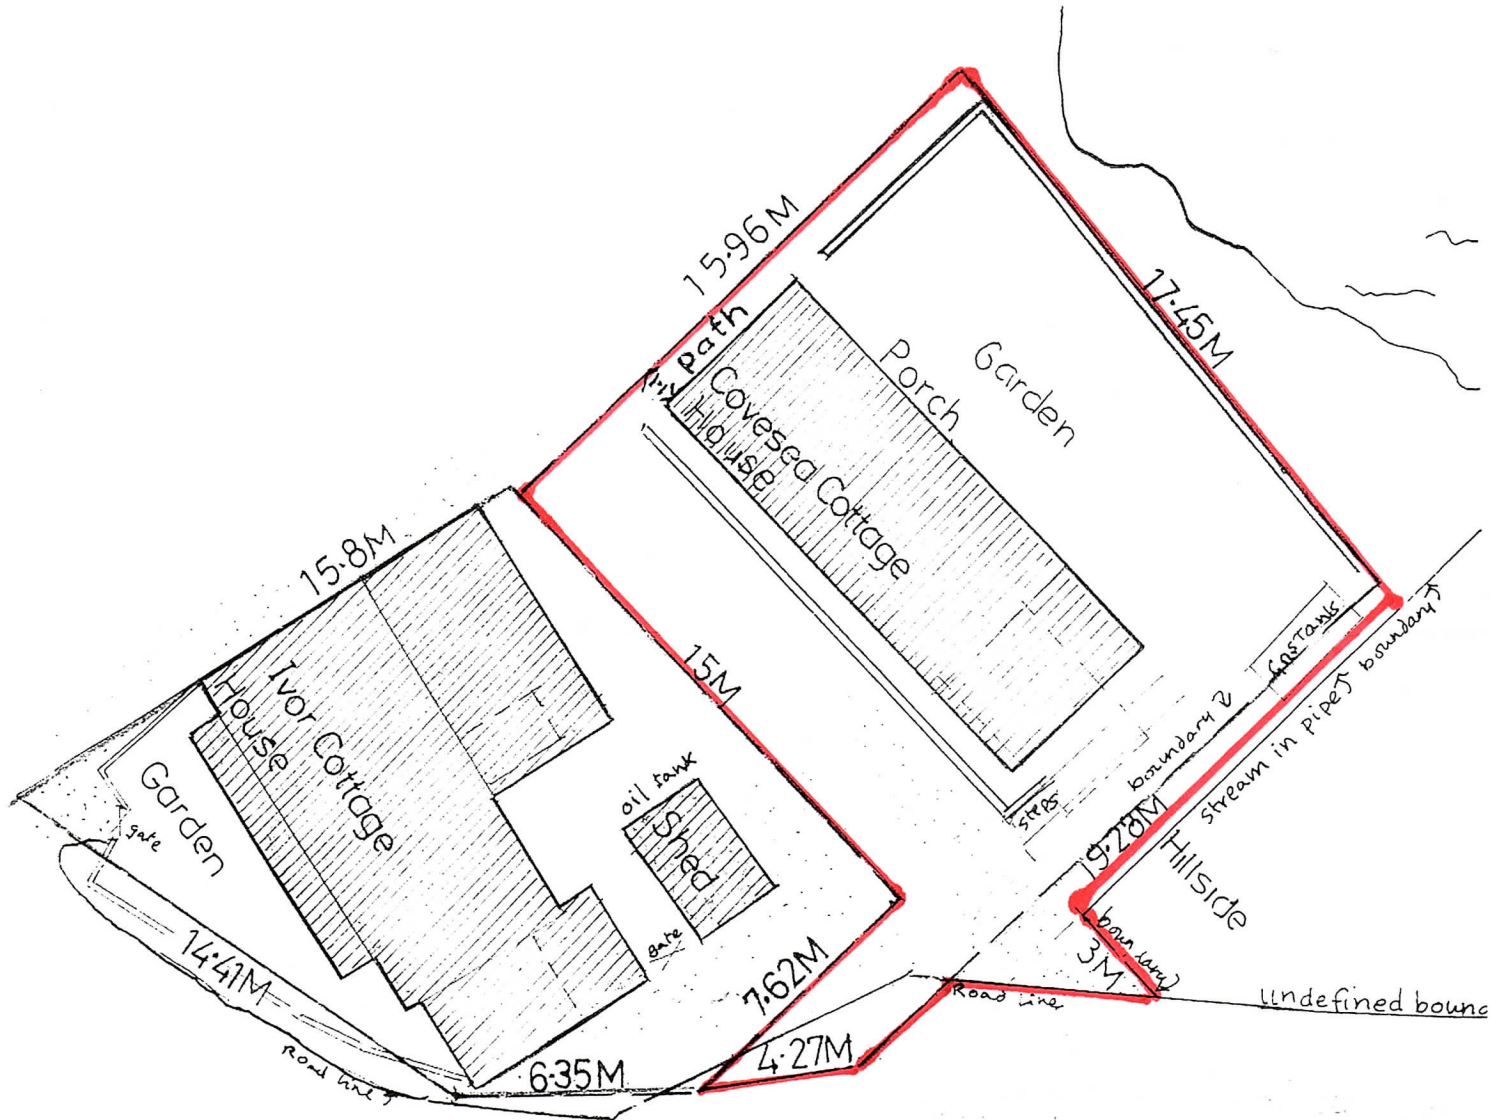 15.96M
17.45M
path
Garden
Porch
Covesea Cottage
House
15.8M
15M
Gas Tanks
boundary
boundary
stream in pipe
Ivor Cottage
House
Garden
gate
oil tank
Shed
steps
9.28M
Hillside
boundary
3M
gate
14.41M
7.62M
Road line
Undefined bound
4.27M
6.35M
Road line